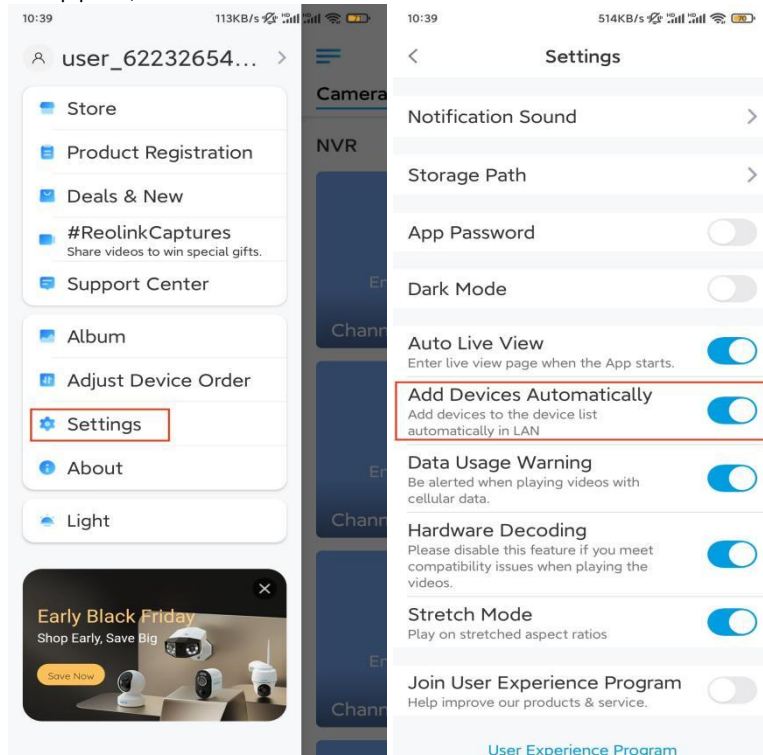 10:39
113KB/s
71
user_62232654...
Store
Product Registration
Deals & New
#ReolinkCaptures
Share videos to win special gifts.
Support Center
Album
Adjust Device Order
Settings
About
Light
Early Black Friday
Shop Early, Save Big
Save Now
Camera
NVR
En
Chann
Er
Chann
Er
Chann
10:39
514KB/s
70
Settings
Notification Sound
Storage Path
App Password
Dark Mode
Auto Live View
Enter live view page when the App starts.
Add Devices Automatically
Add devices to the device list
automatically in LAN
Data Usage Warning
Be alerted when playing videos with
cellular data.
Hardware Decoding
Please disable this feature if you meet
compatibility issues when playing the
videos.
Stretch Mode
Play on stretched aspect ratios
Join User Experience Program
Help improve our products & service.
User Experience Program